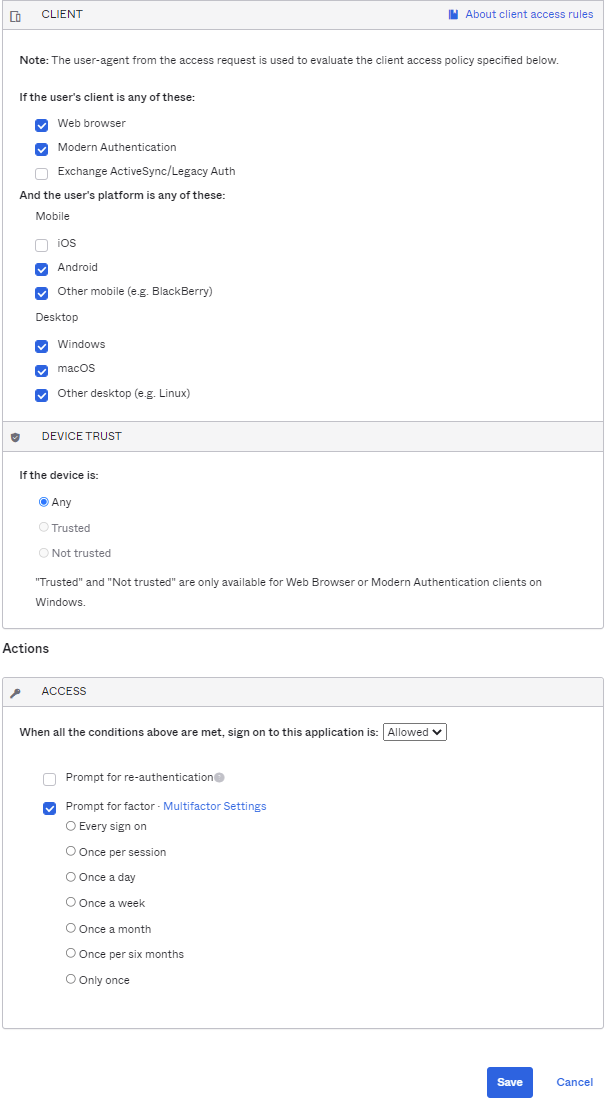 CLIENT
About client access rules
Note: The user-agent from the access request is used to evaluate the client access policy specified below.
If the user's client is any of these:
Web browser
Modern Authentication
Exchange ActiveSync/Legacy Auth
And the user's platform is any of these:
Mobile
iOS
Android
Other mobile (e.g. BlackBerry)
Desktop
Windows
macOS
Other desktop (e.g. Linux)
DEVICE TRUST
If the device is:
Any
Trusted
Not trusted
"Trusted" and "Not trusted" are only available for Web Browser or Modern Authentication clients on
Windows.
Actions
ACCESS
When all the conditions above are met, sign on to this application is: Allowed
Prompt for re-authentication
Prompt for factor - Multifactor Settings
Every sign on
Once per session
Once a day
Once a week
Once a month
Once per six months
Only once
Save
Cancel